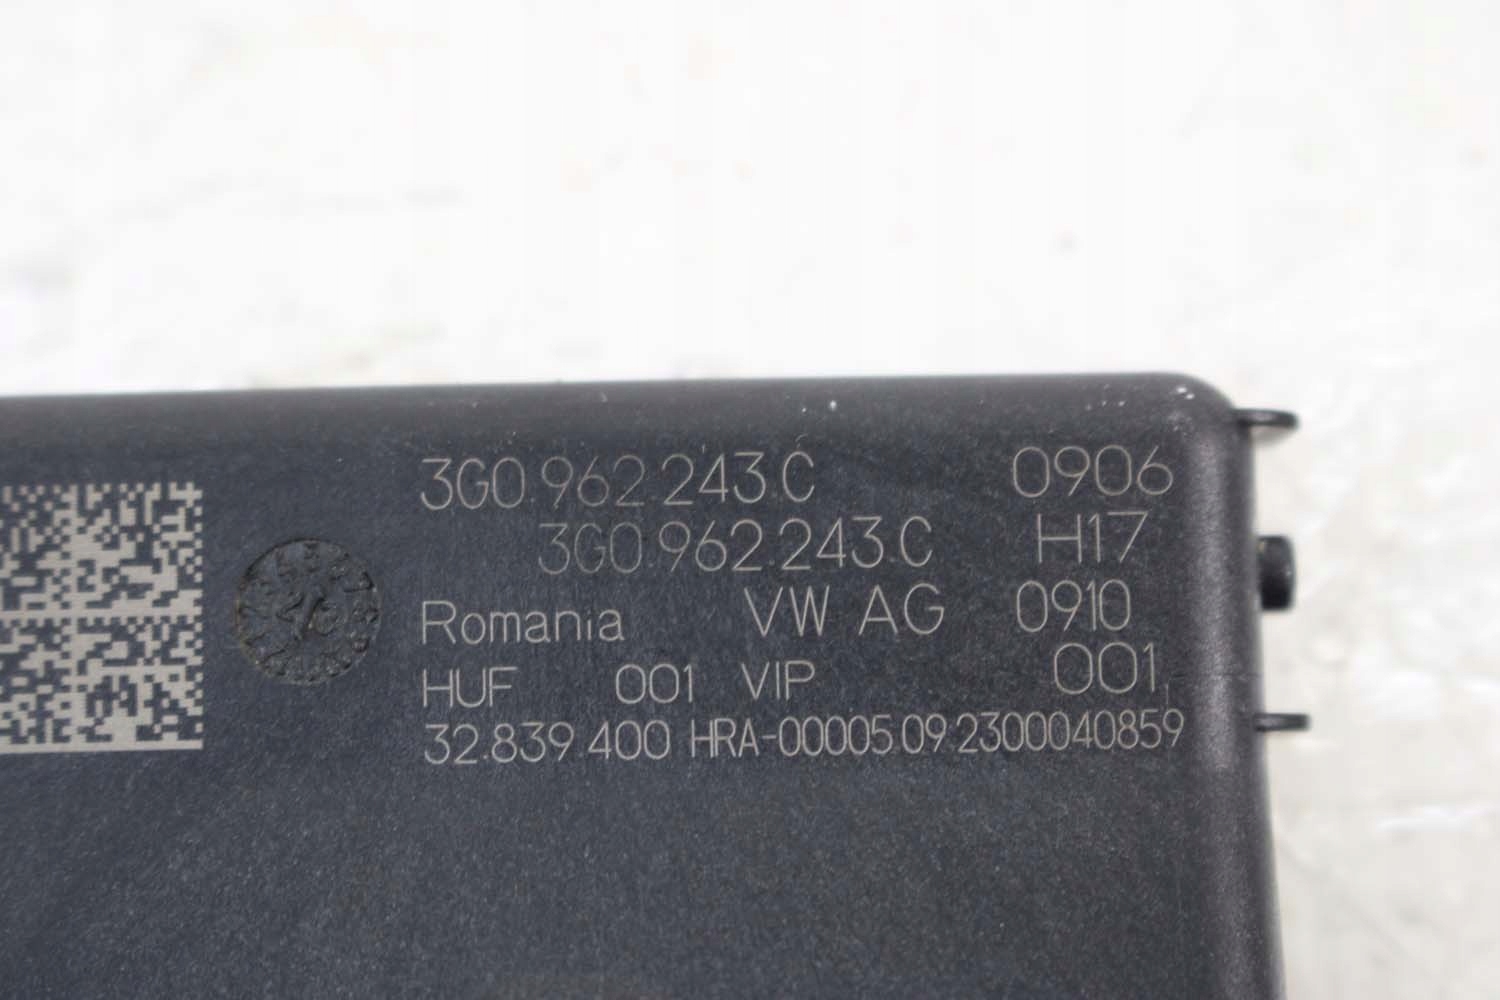 3G0.962.243.C 0906
3G0.962.243.C H17
Romania VW AG 0910
HUF 001 VIP 001
32.839.400 HRA-00005.09.2300040859